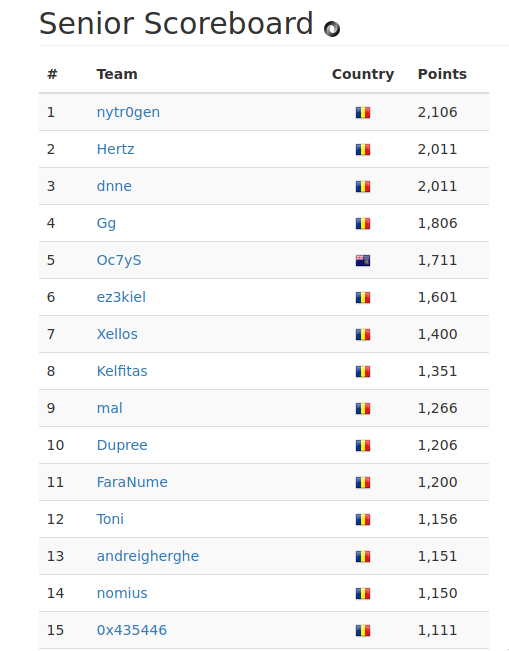 Senior Scoreboard
# Team Country Points
1 nytr0gen 2,106
2 Hertz 2,011
3 dnne 2,011
4 Gg 1,806
5 Oc7yS 1,711
6 ez3kiel 1,601
7 Xellos 1,400
8 Kelfitas 1,351
9 mal 1,266
10 Dupree 1,206
11 FaraNume 1,200
12 Toni 1,156
13 andreigherghe 1,151
14 nomius 1,150
15 0x435446 1,111